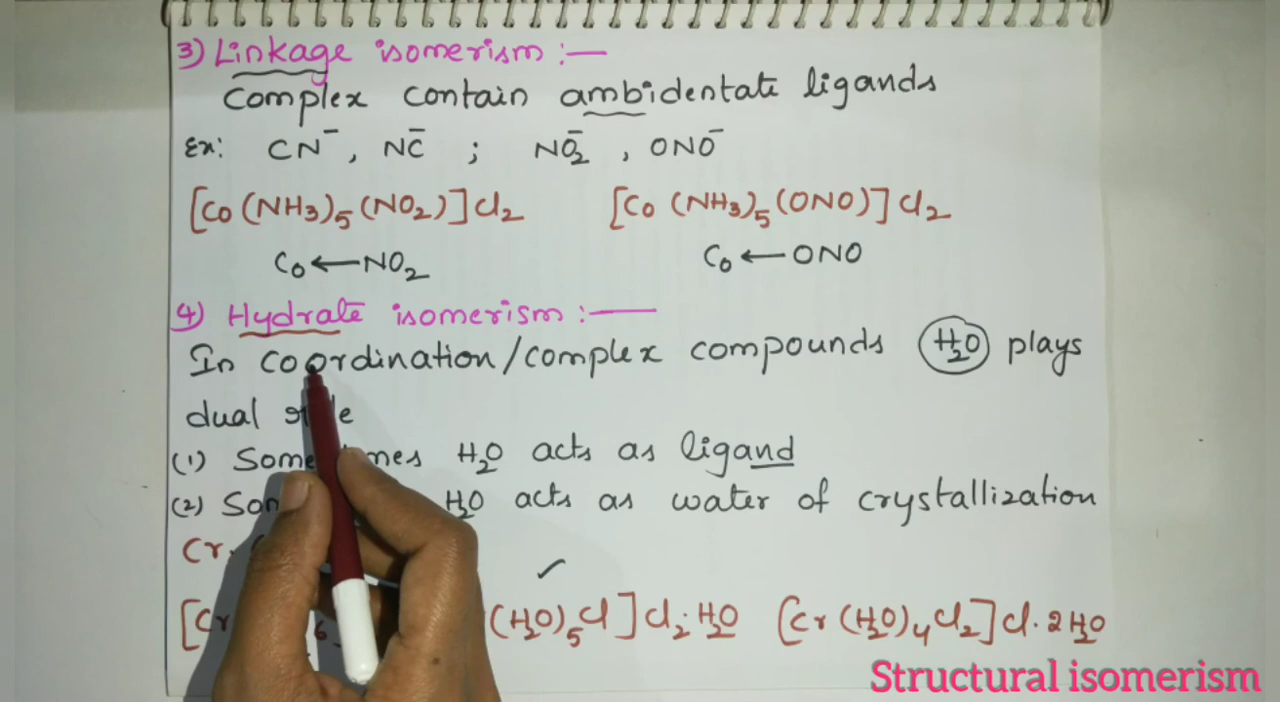 3) Linkage isomerism :—
Complex contain ambidentate ligands
Ex: CN⁻, NC⁻ ; NO₂⁻, ONO⁻
[Co(NH₃)₅(NO₂)]Cl₂ [Co(NH₃)₅(ONO)]Cl₂
Co←NO₂ Co←ONO
4) Hydrate isomerism :—
In coordination/complex compounds H₂O plays
dual
(1) H₂O acts as ligand
(2) H₂O acts as water of crystallization
Cr.
[Cr (H₂O)₅Cl]Cl₂·H₂O [Cr(H₂O)₄Cl₂]Cl·2H₂O
Structural isomerism